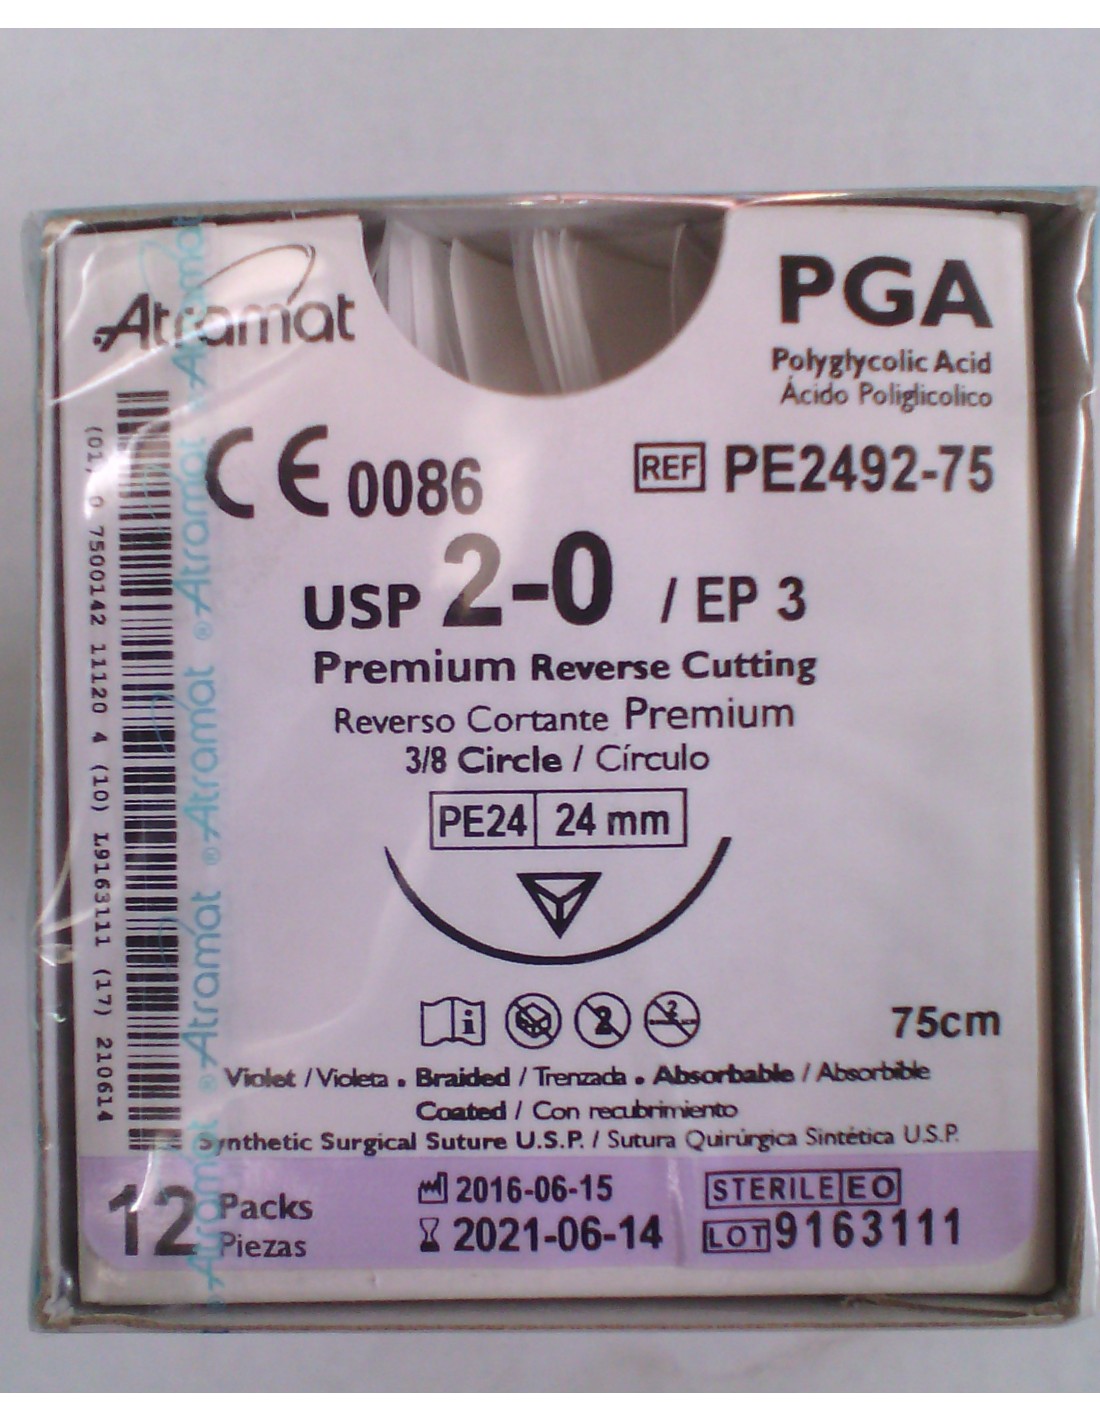 Atramat
PGA
Polyglycolic Acid
Ácido Poliglicolico
CE 0086
REF PE2492-75
USP 2-0 / EP 3
Premium Reverse Cutting
Reverso Cortante Premium
3/8 Circle / Círculo
PE24 24 mm
i
2
2
75cm
Violet / Violeta • Braided / Trenzada • Absorbable / Absorbible
Coated / Con recubrimiento
Synthetic Surgical Suture U.S.P. / Sutura Quirúrgica Sintética U.S.P.
12 Packs
Piezas
2016-06-15
2021-06-14
STERILE EO
LOT 9163111
(01) 0 7500142 11120 4 (10) L9163111 (17) 210614
Atramat
®Atramat
®Atramat
®Atramat
®Atramat